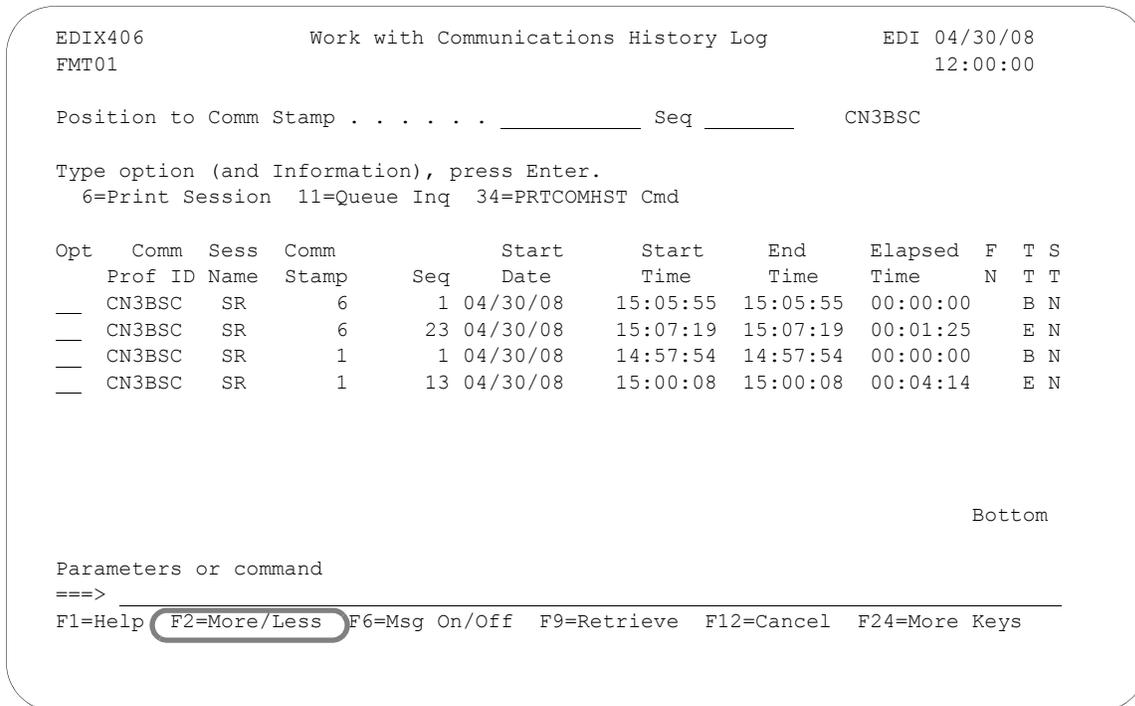 EDIX406 Work with Communications History Log EDI 04/30/08
FMT01 12:00:00
Position to Comm Stamp . . . . . . __________ Seq ______ CN3BSC
Type option (and Information), press Enter.
6=Print Session 11=Queue Inq 34=PRTCOMHST Cmd
Opt Comm Sess Comm Start Start End Elapsed F T S
Prof ID Name Stamp Seq Date Time Time Time N T T
__ CN3BSC SR 6 1 04/30/08 15:05:55 15:05:55 00:00:00 B N
__ CN3BSC SR 6 23 04/30/08 15:07:19 15:07:19 00:01:25 E N
__ CN3BSC SR 1 1 04/30/08 14:57:54 14:57:54 00:00:00 B N
__ CN3BSC SR 1 13 04/30/08 15:00:08 15:00:08 00:04:14 E N
Bottom
Parameters or command
===>
F1=Help F2=More/Less F6=Msg On/Off F9=Retrieve F12=Cancel F24=More Keys